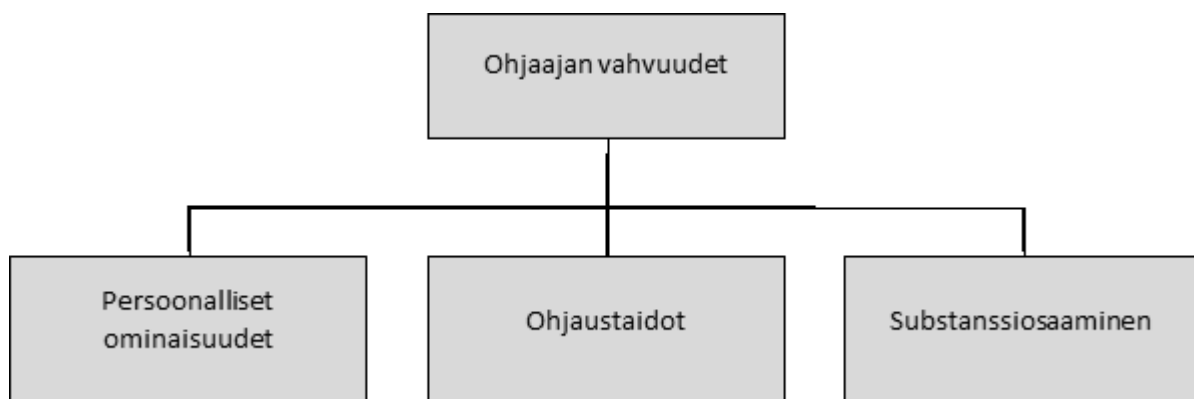 Ohjaajan vahvuudet
Persoonalliset
ominaisuudet
Ohjaustaidot
Substanssiosaaminen